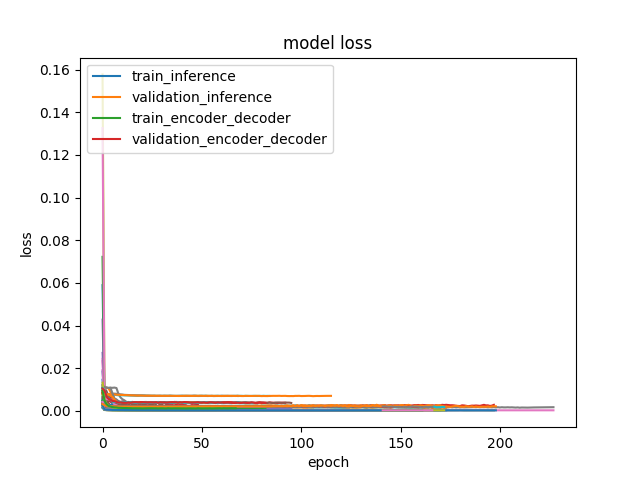 model loss
train_inference
validation_inference
train_encoder_decoder
validation_encoder_decoder
0.16
0.14
0.12
0.10
0.08
0.06
0.04
0.02
0.00
loss
0 50 100 150 200
epoch